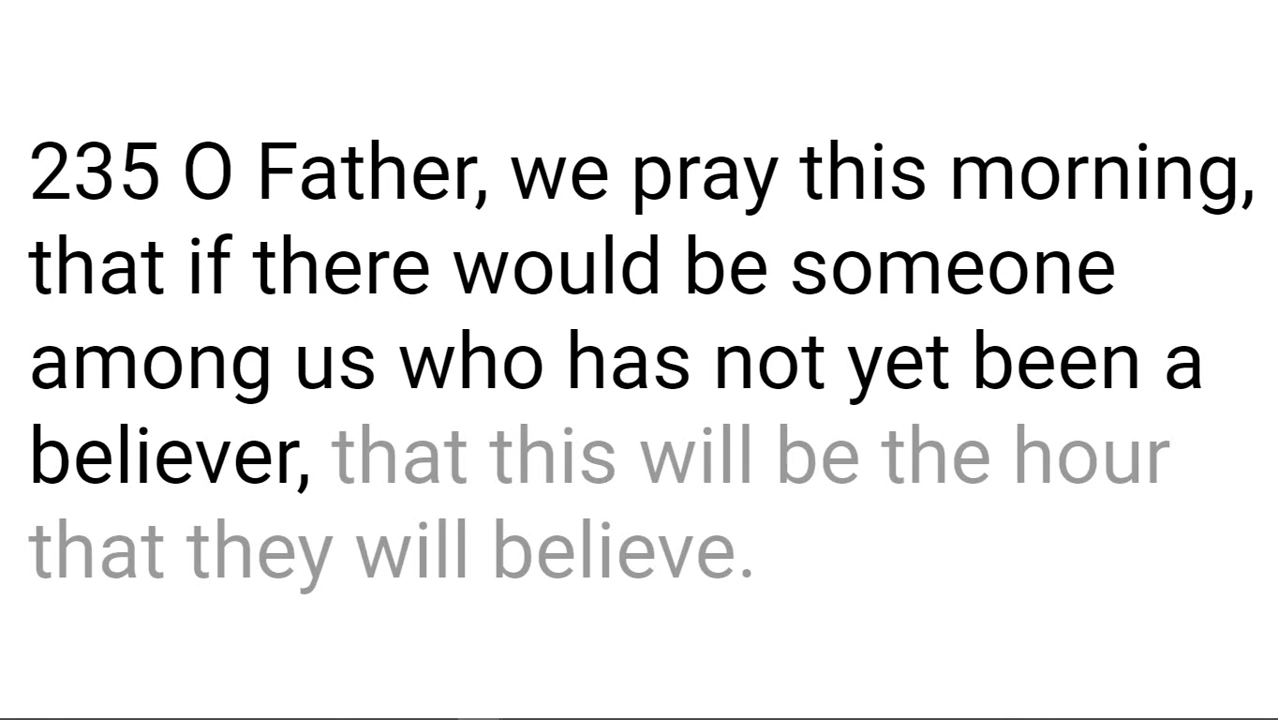 235 O Father, we pray this morning,
that if there would be someone
among us who has not yet been a
believer, that this will be the hour
that they will believe.